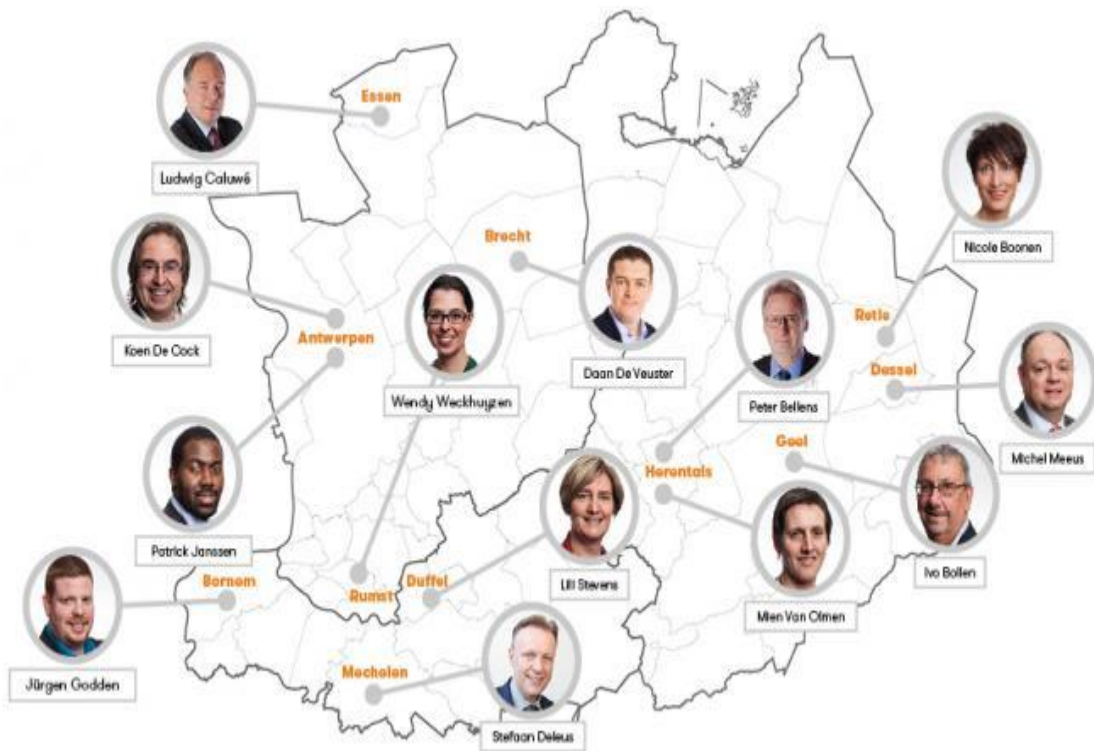 Essen
Ludwig Caluwé
Nicole Boonen
Brecht
Koen De Cock
Antwerpen
Wendy Weckhuyzen
Daan De Veuster
Peter Bellens
Retie
Dessel
Michel Meeus
Patrick Janssen
Herentals
Geel
Lili Stevens
Ivo Bollen
Mien Van Olmen
Bornem
Rumst
Duffel
Jürgen Godden
Mechelen
Stefaan Deleus